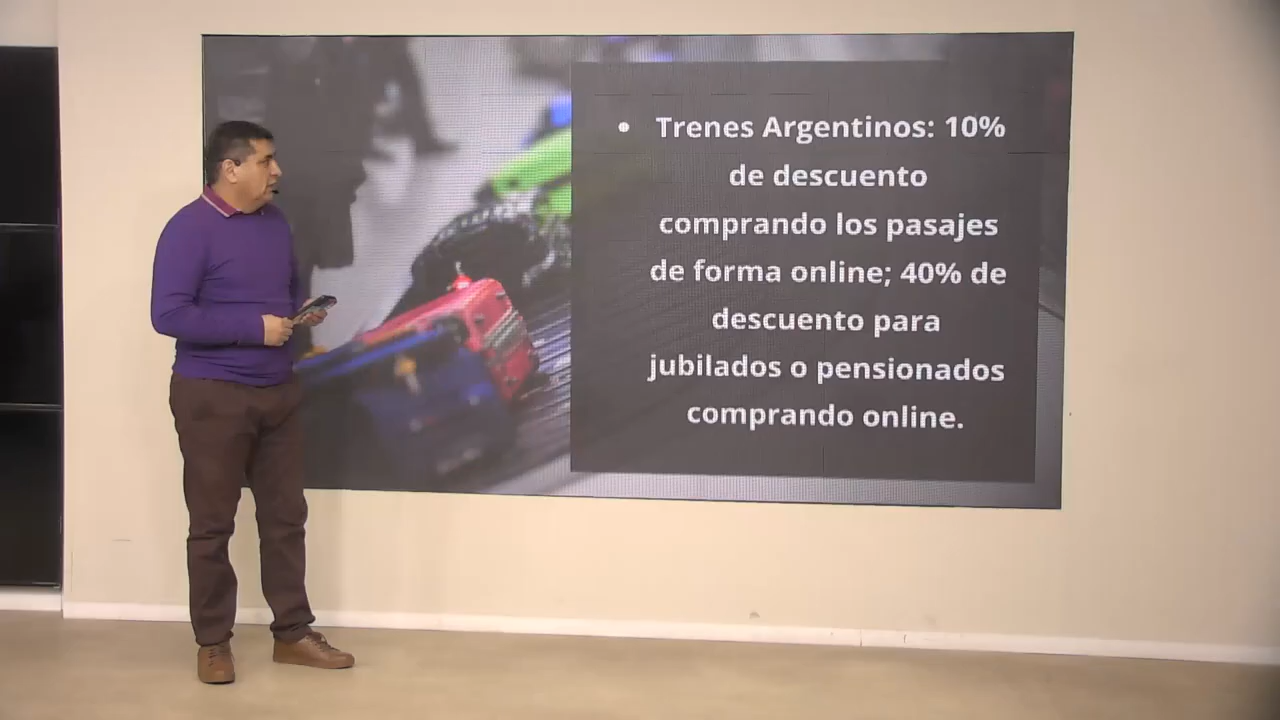 • Trenes Argentinos: 10%
de descuento
comprando los pasajes
de forma online; 40% de
descuento para
jubilados o pensionados
comprando online.